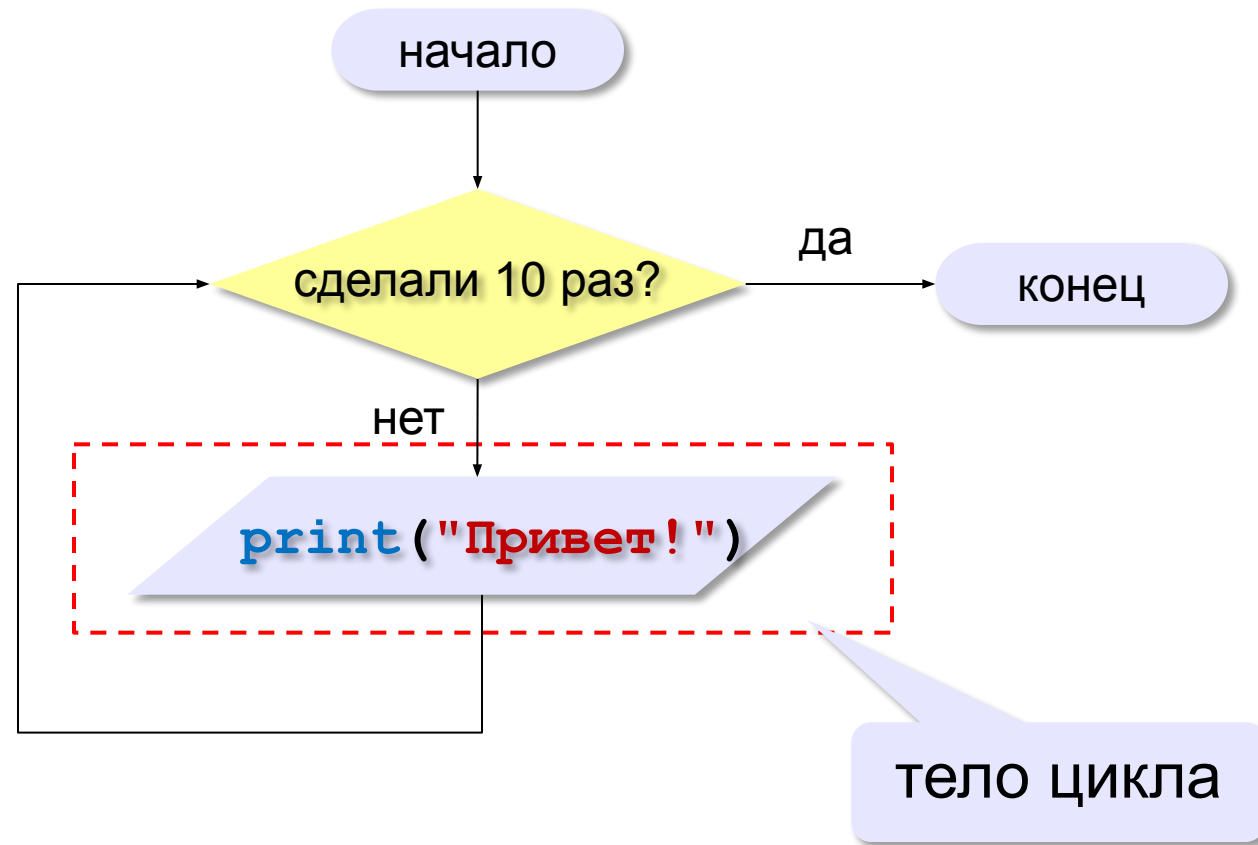 начало
сделали 10 раз?
да
конец
нет
print("Привет!")
тело цикла